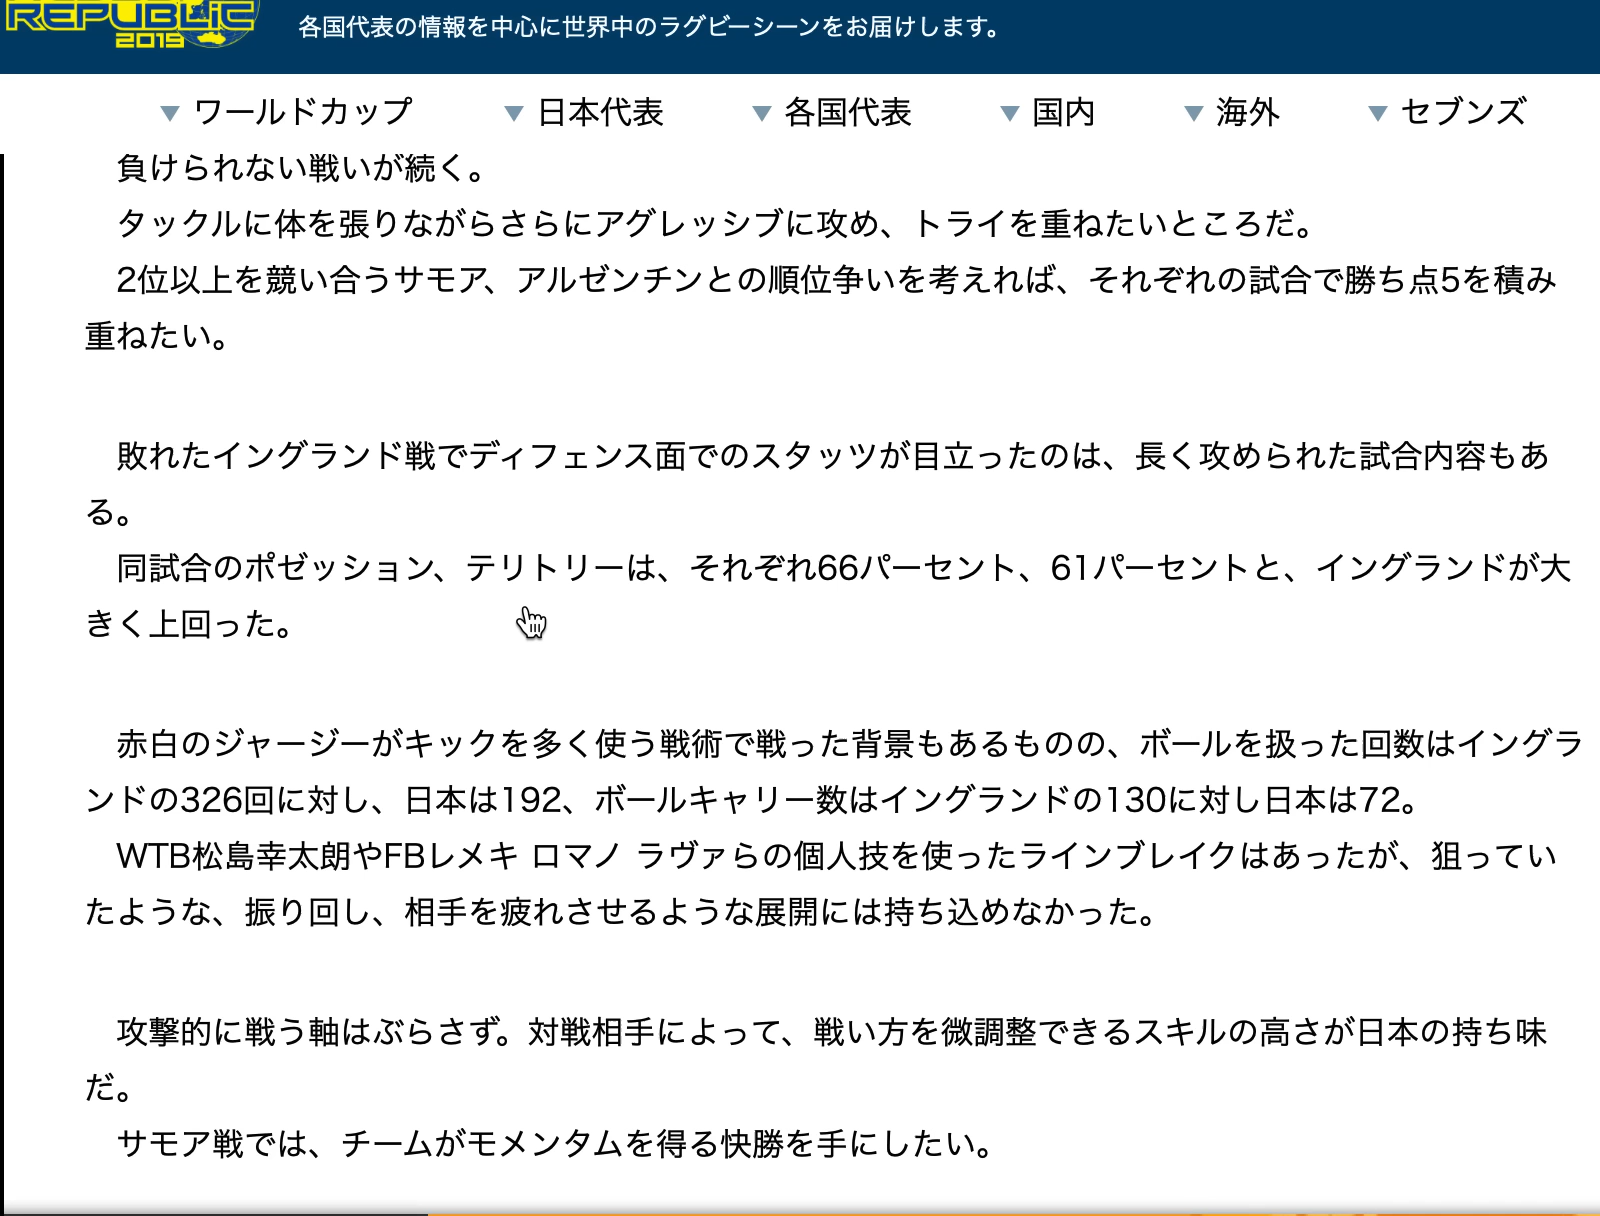 REPUBLIC
2019
各国代表の情報を中心に世界中のラグビーシーンをお届けします。
▼ ワールドカップ ▼ 日本代表 ▼ 各国代表 ▼ 国内 ▼ 海外 ▼ セブンズ
負けられない戦いが続く。
タックルに体を張りながらさらにアグレッシブに攻め、トライを重ねたいところだ。
2位以上を競い合うサモア、アルゼンチンとの順位争いを考えれば、それぞれの試合で勝ち点5を積み
重ねたい。
敗れたイングランド戦でディフェンス面でのスタッツが目立ったのは、長く攻められた試合内容もあ
る。
同試合のポゼッション、テリトリーは、それぞれ66パーセント、61パーセントと、イングランドが大
きく上回った。
赤白のジャージーがキックを多く使う戦術で戦った背景もあるものの、ボールを扱った回数はイングラ
ンドの326回に対し、日本は192、ボールキャリー数はイングランドの130に対し日本は72。
WTB松島幸太朗やFBレメキ ロマノ ラヴァらの個人技を使ったラインブレイクはあったが、狙ってい
たような、振り回し、相手を疲れさせるような展開には持ち込めなかった。
攻撃的に戦う軸はぶらさず。対戦相手によって、戦い方を微調整できるスキルの高さが日本の持ち味
だ。
サモア戦では、チームがモメンタムを得る快勝を手にしたい。